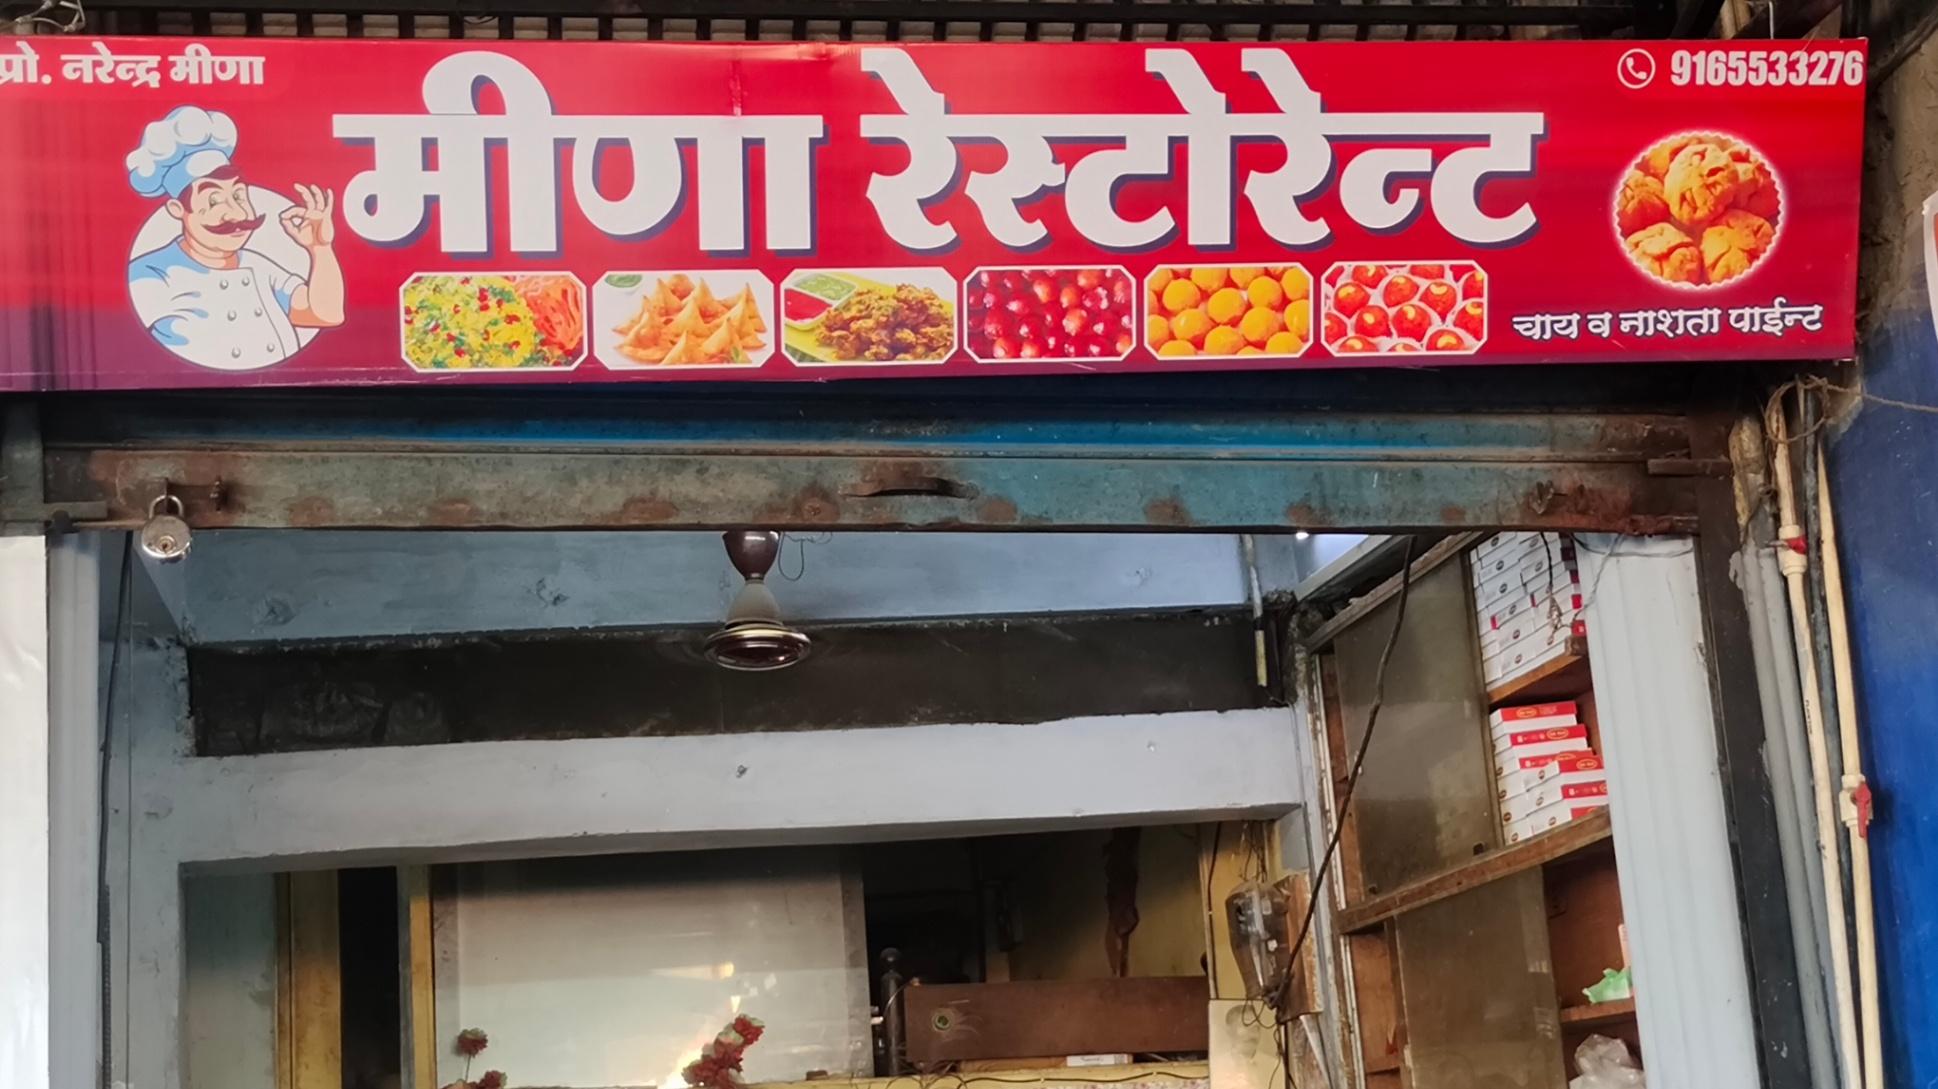 प्रो. नरेन्द्र मीणा
9165533276
मीणा रेस्टोरेन्ट
चाय व नाशता पाईन्ट